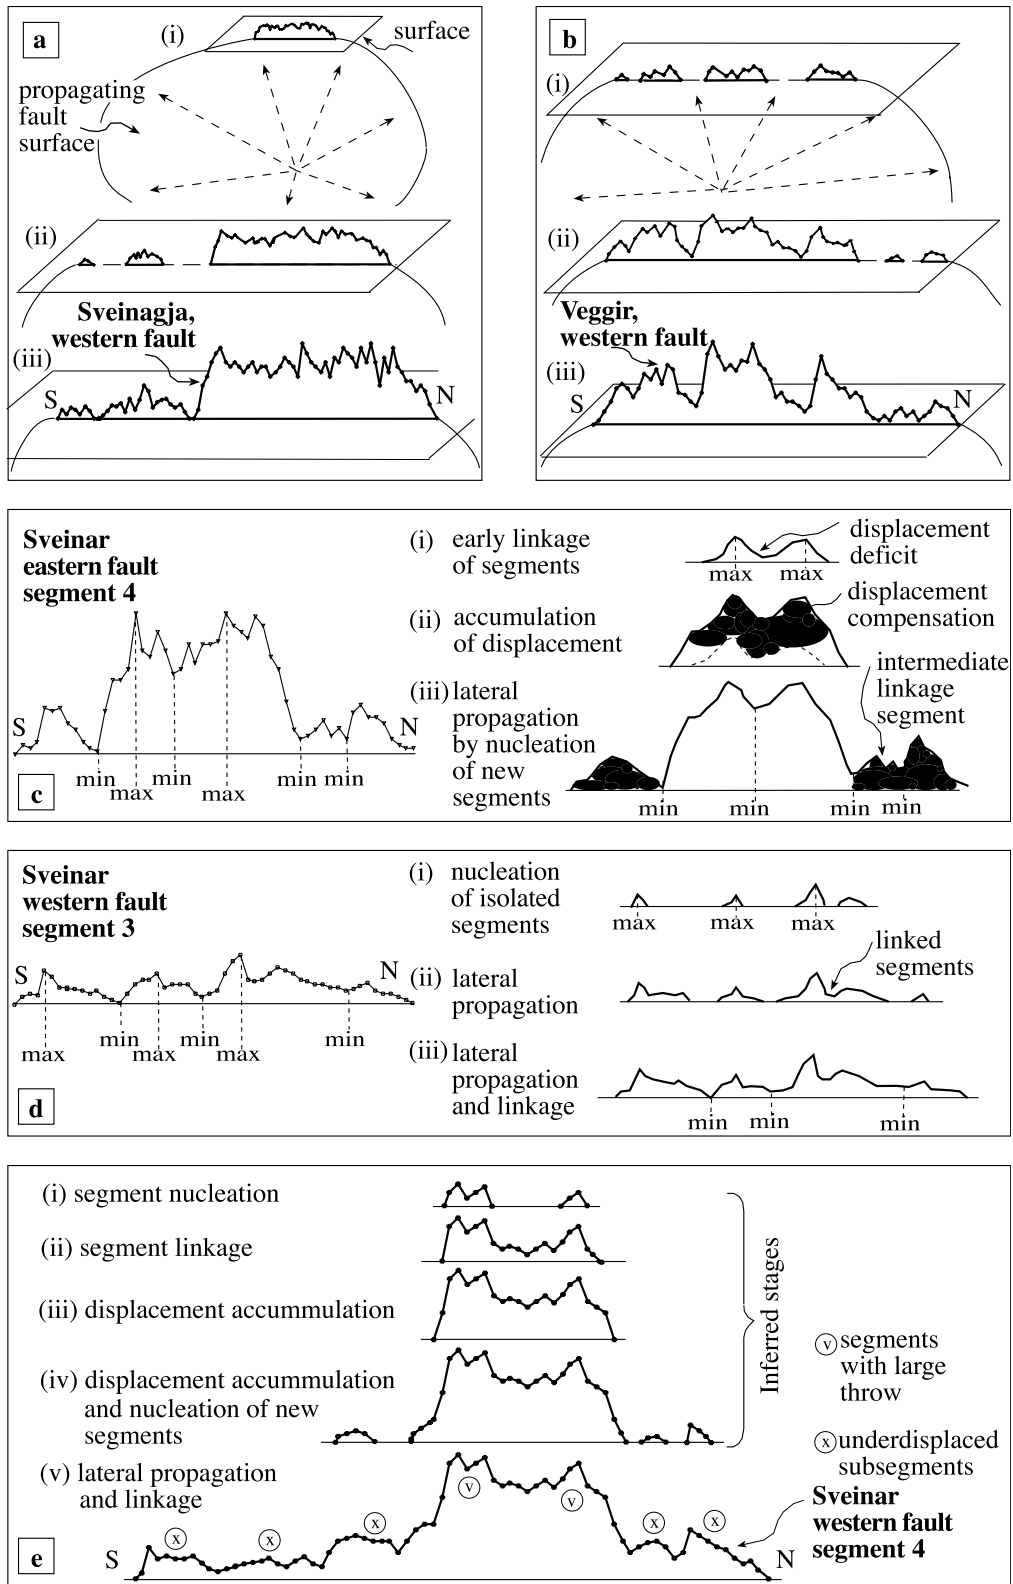 a
(i)
surface
propagating
fault
surface
(ii)
Sveinagja,
western fault
(iii)
S
N
b
(i)
(ii)
Veggir,
western fault
(iii)
S
N
Sveinar
eastern fault
segment 4
S
N
min
max
min
max
min
min
c
(i) early linkage
of segments
displacement
deficit
max
max
(ii) accumulation
of displacement
displacement
compensation
(iii) lateral
propagation
by nucleation
of new
segments
intermediate
linkage
segment
min
min
min
min
Sveinar
western fault
segment 3
S
N
max
min
max
min
max
min
d
(i) nucleation
of isolated
segments
max
max
max
(ii) lateral
propagation
linked
segments
(iii) lateral
propagation
and linkage
min
min
min
(i) segment nucleation
(ii) segment linkage
(iii) displacement accummulation
(iv) displacement accumulation
and nucleation of new
segments
(v) lateral propagation
and linkage
Inferred stages
v segments
with large
throw
x underdisplaced
subsegments
Sveinar
western fault
segment 4
S
x
x
x
v
v
x
x
N
e